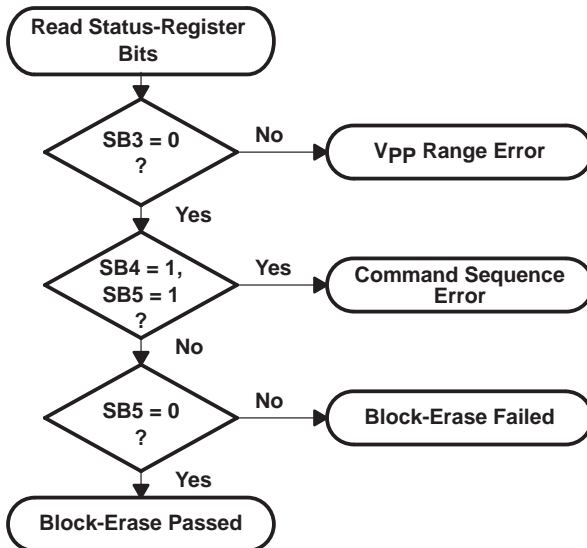 Read Status-Register
Bits
SB3 = 0
?
No
VPP Range Error
Yes
SB4 = 1,
SB5 = 1
?
Yes
Command Sequence
Error
No
SB5 = 0
?
No
Block-Erase Failed
Yes
Block-Erase Passed